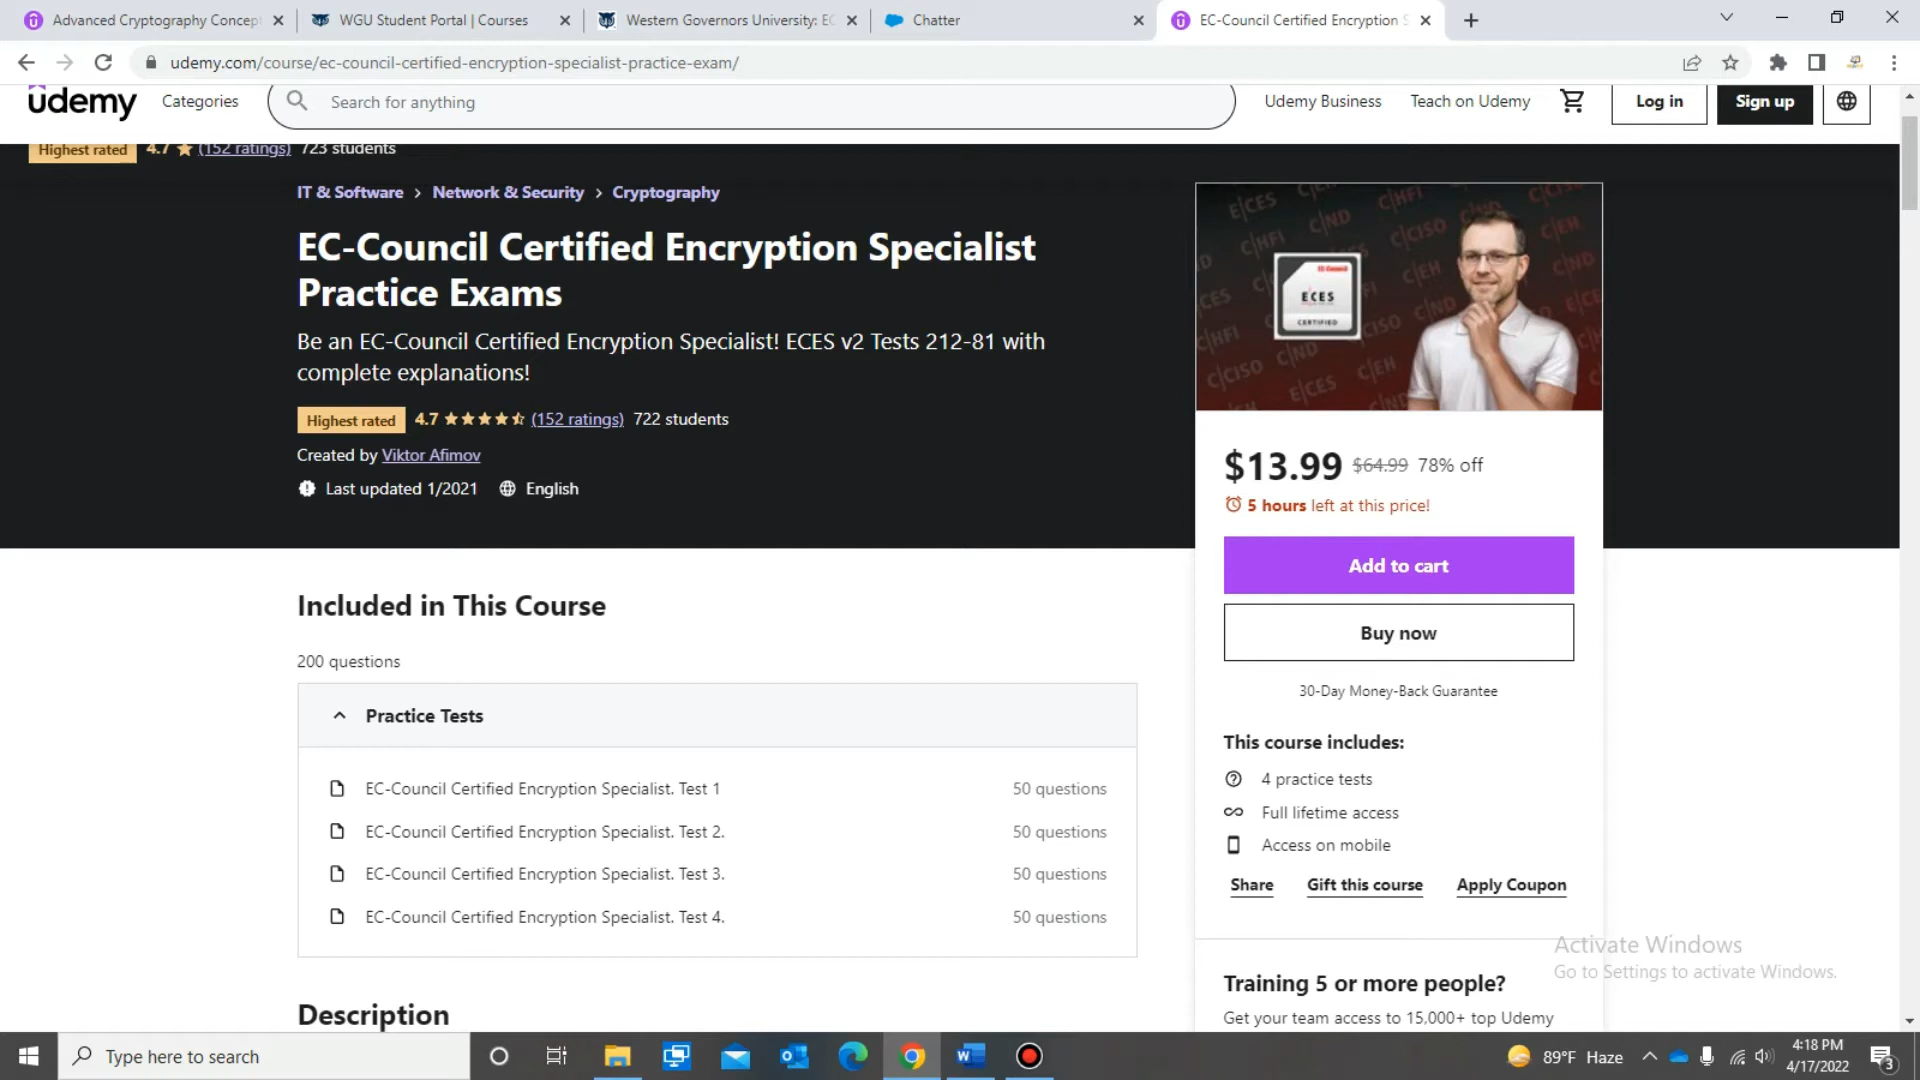 Advanced Cryptography Concep
WGU Student Portal | Courses
Western Governors University: EC
Chatter
EC-Council Certified Encryption S
udemy.com/course/ec-council-certified-encryption-specialist-practice-exam/
ûdemy
Categories
Search for anything
Udemy Business
Teach on Udemy
Log in
Sign up
Highest rated 4.7 (152 ratings) 723 students
IT & Software > Network & Security > Cryptography
EC-Council Certified Encryption Specialist
Practice Exams
Be an EC-Council Certified Encryption Specialist! ECES v2 Tests 212-81 with
complete explanations!
Highest rated 4.7 (152 ratings) 722 students
Created by Viktor Afimov
Last updated 1/2021 English
EC-Council
ECES
CERTIFIED
$13.99 $64.99 78% off
5 hours left at this price!
Add to cart
Buy now
30-Day Money-Back Guarantee
This course includes:
4 practice tests
Full lifetime access
Access on mobile
Share Gift this course Apply Coupon
Training 5 or more people?
Get your team access to 15,000+ top Udemy
Included in This Course
200 questions
Practice Tests
EC-Council Certified Encryption Specialist. Test 1 50 questions
EC-Council Certified Encryption Specialist. Test 2. 50 questions
EC-Council Certified Encryption Specialist. Test 3. 50 questions
EC-Council Certified Encryption Specialist. Test 4. 50 questions
Description
Activate Windows
Go to Settings to activate Windows.
Type here to search
89°F Haze
4:18 PM
4/17/2022
3